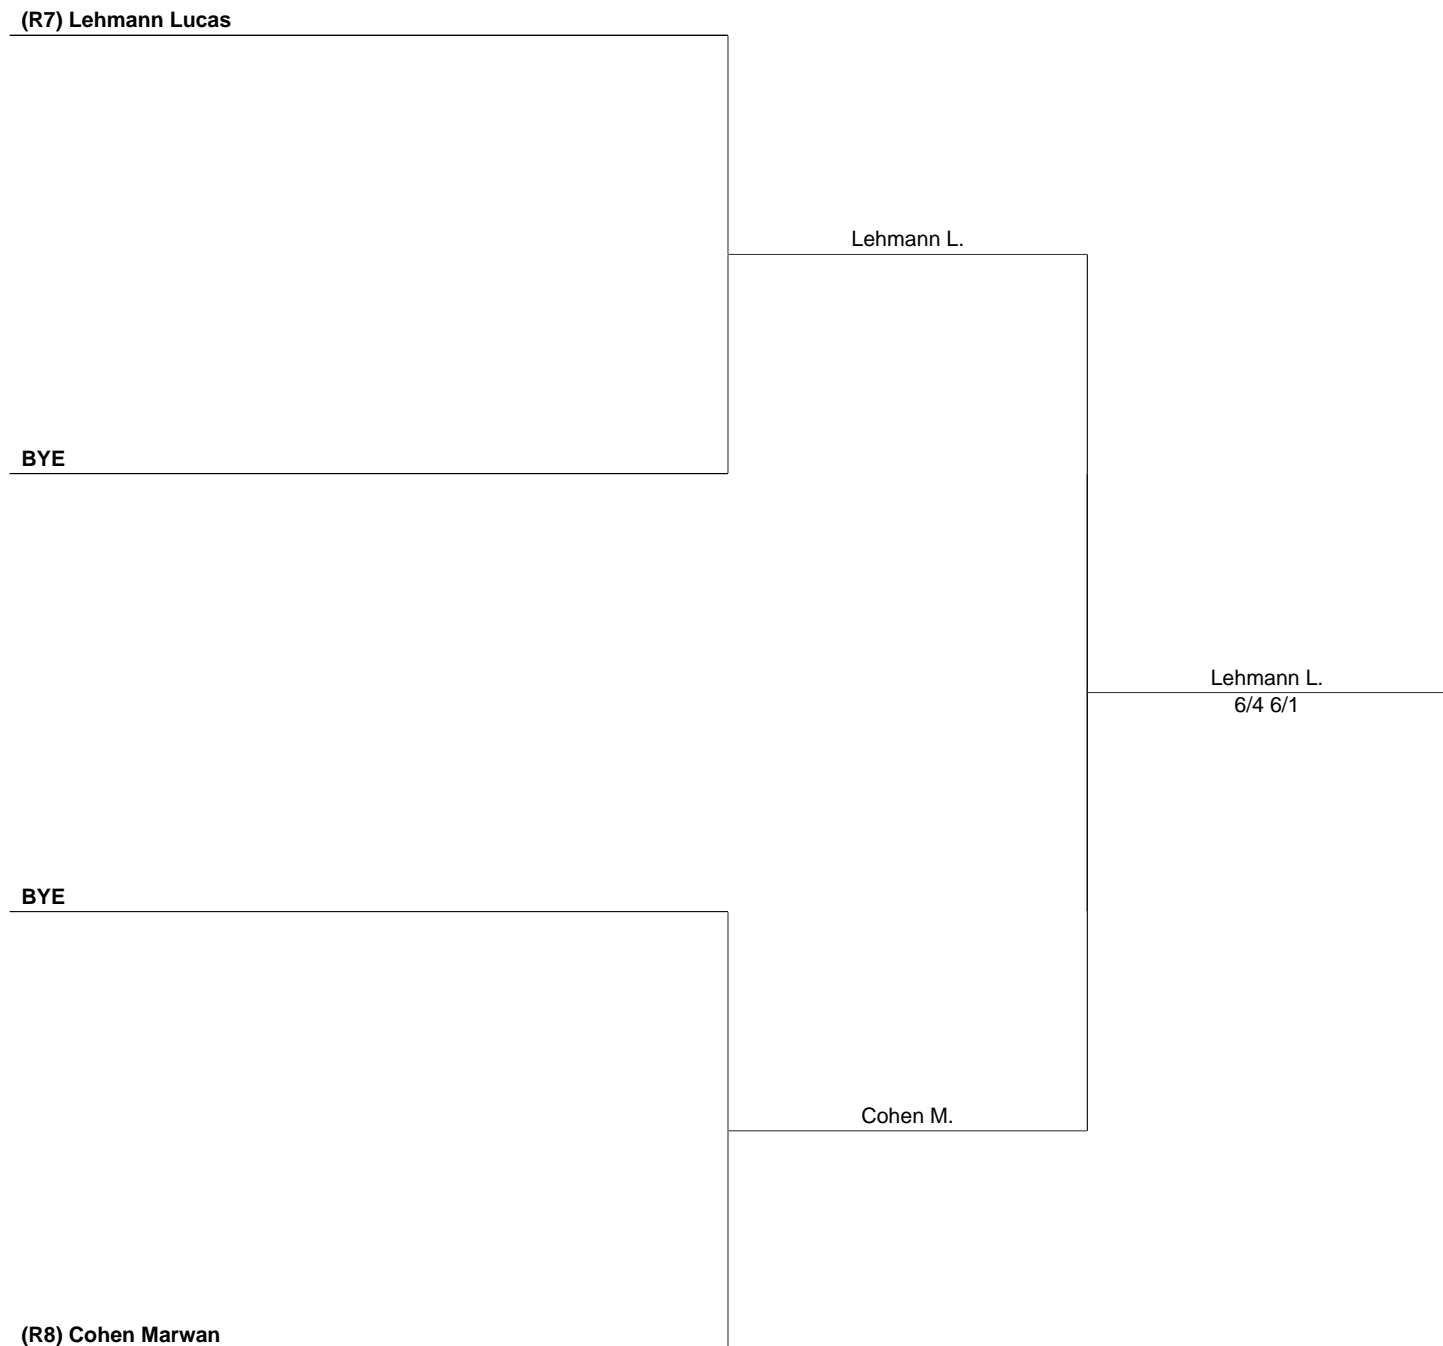 (R7) Lehmann Lucas
Lehmann L.
BYE
Lehmann L.
6/4 6/1
BYE
Cohen M.
(R8) Cohen Marwan